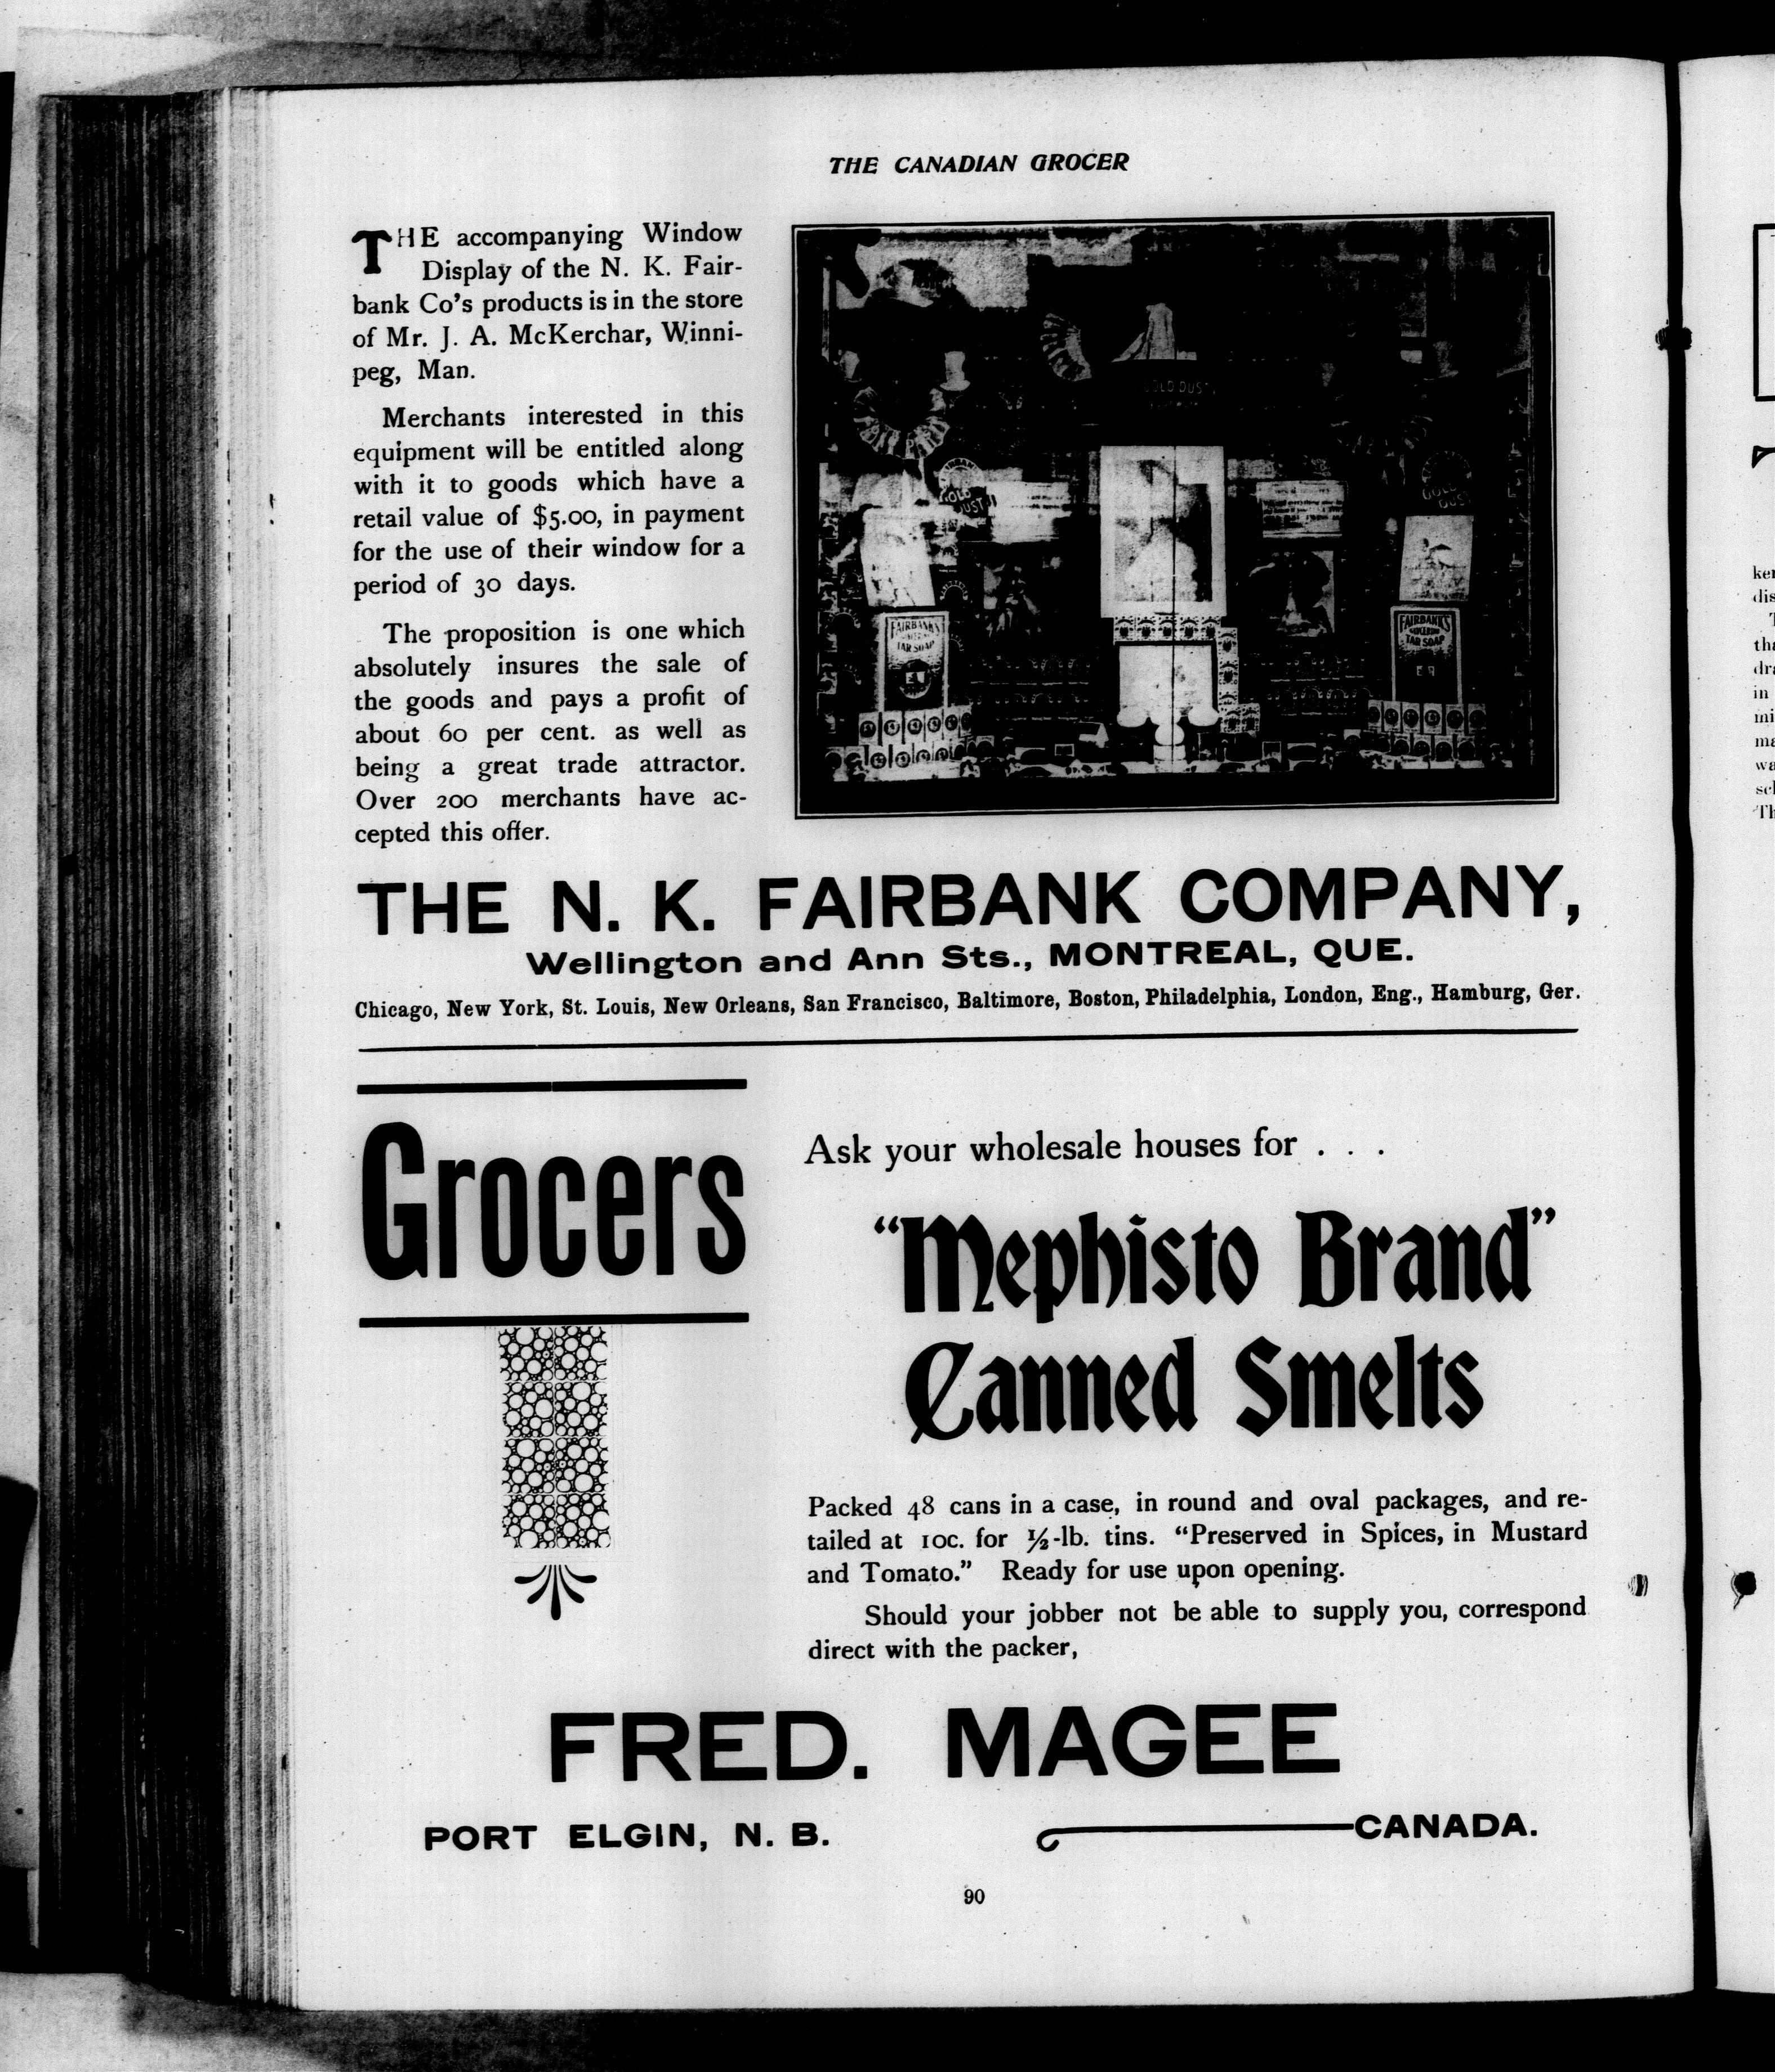 THE CANADIAN GROCER
THE accompanying Window
Display of the N. K. Fair-
bank Co's products is in the store
of Mr. J. A. McKerchar, Winni-
peg, Man.
Merchants interested in this
equipment will be entitled along
with it to goods which have a
retail value of $5.00, in payment
for the use of their window for a
period of 30 days.
The proposition is one which
absolutely insures the sale of
the goods and pays a profit of
about 60 per cent. as well as
being a great trade attractor.
Over 200 merchants have ac-
cepted this offer.
GOLD DUST
GOLD
DUST
GOLD
DUST
FAIRBANK'S
TAR SOAP
FAIRBANK'S
TAR SOAP
THE N. K. FAIRBANK COMPANY,
Wellington and Ann Sts., MONTREAL, QUE.
Chicago, New York, St. Louis, New Orleans, San Francisco, Baltimore, Boston, Philadelphia, London, Eng., Hamburg, Ger.
Grocers
Ask your wholesale houses for . . .
"Mephisto Brand"
Canned Smelts
Packed 48 cans in a case, in round and oval packages, and re-
tailed at 10c. for ½-lb. tins. "Preserved in Spices, in Mustard
and Tomato." Ready for use upon opening.
Should your jobber not be able to supply you, correspond
direct with the packer,
FRED. MAGEE
PORT ELGIN, N. B. CANADA.
90